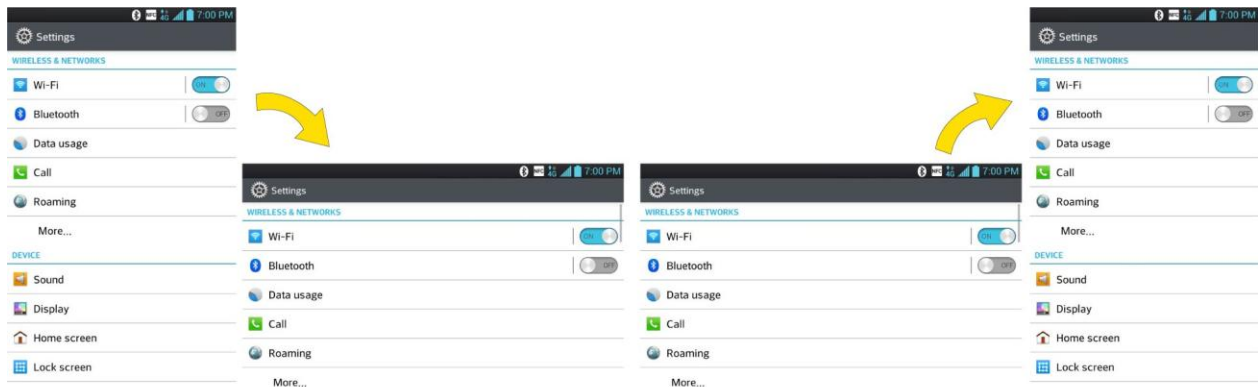 7:00 PM
Settings
WIRELESS & NETWORKS
Wi-Fi ON
Bluetooth OFF
Data usage
Call
Roaming
More...
DEVICE
Sound
Display
Home screen
Lock screen
NFC 4G 7:00 PM
Settings
WIRELESS & NETWORKS
Wi-Fi ON
Bluetooth OFF
Data usage
Call
Roaming
More...
NFC 4G 7:00 PM
Settings
WIRELESS & NETWORKS
Wi-Fi ON
Bluetooth OFF
Data usage
Call
Roaming
More...
7:00 PM
Settings
WIRELESS & NETWORKS
Wi-Fi ON
Bluetooth OFF
Data usage
Call
Roaming
More...
DEVICE
Sound
Display
Home screen
Lock screen